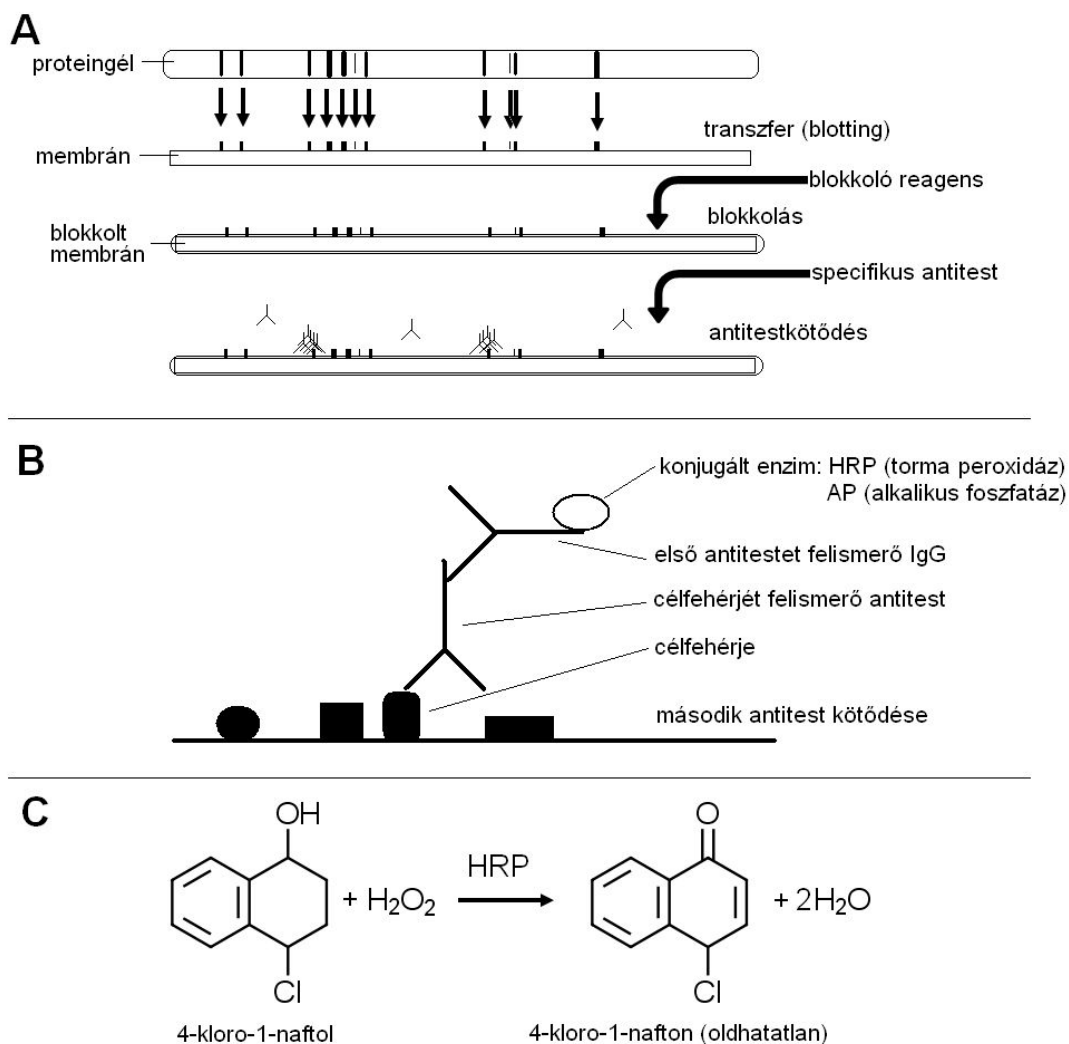 A
proteingél
transzfer (blotting)
membrán
blokkoló reagens
blokkolás
blokkolt
membrán
specifikus antitest
antitestkötődés
B
konjugált enzim: HRP (torma peroxidáz)
AP (alkalikus foszfatáz)
első antitestet felismerő IgG
célfehérjét felismerő antitest
célfehérje
második antitest kötődése
C
OH
O
HRP
+ H₂O₂
+ 2H₂O
Cl
Cl
4-kloro-1-naftol
4-kloro-1-nafton (oldhatatlan)